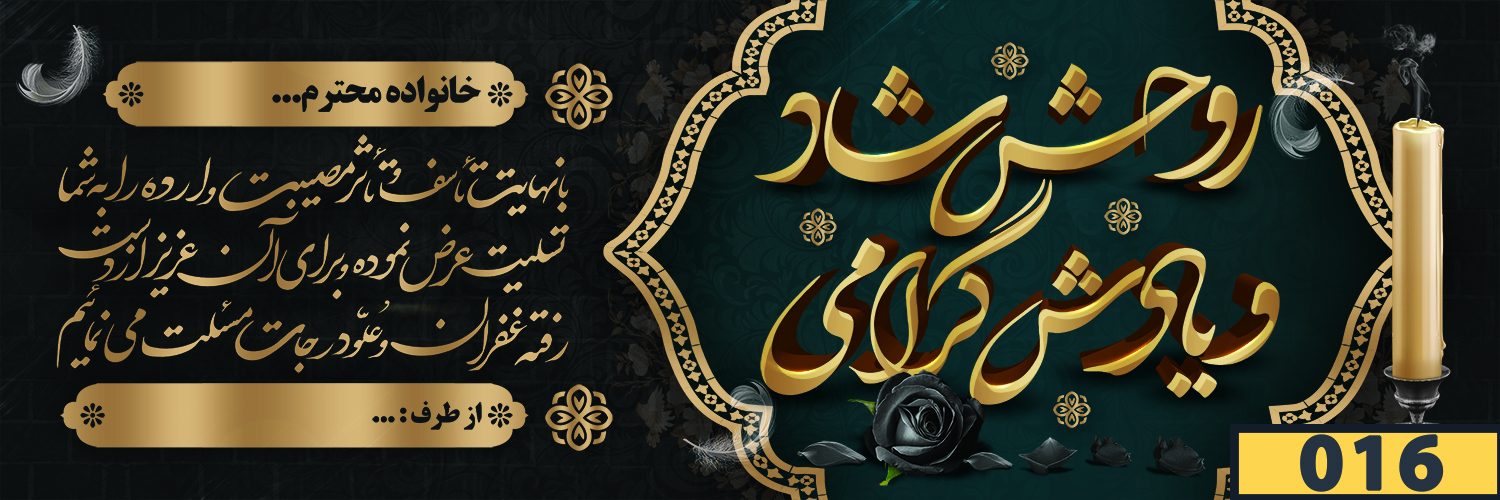 روحش شاد
و یادش گرامی
خانواده محترم...
با نهایت تأسف و تأثر مصیبت وارده را به شما
تسلیت عرض نموده و برای آن عزیز از دست
رفته غفران و عُلوّ درجات مسئلت می نمائیم
از طرف: ...
016